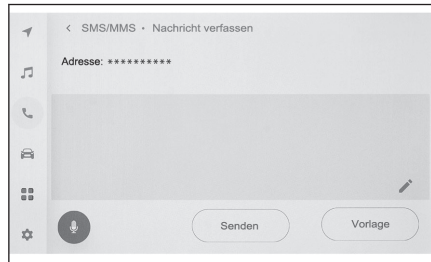 < SMS/MMS • Nachricht verfassen
Adresse: **********
Senden
Vorlage